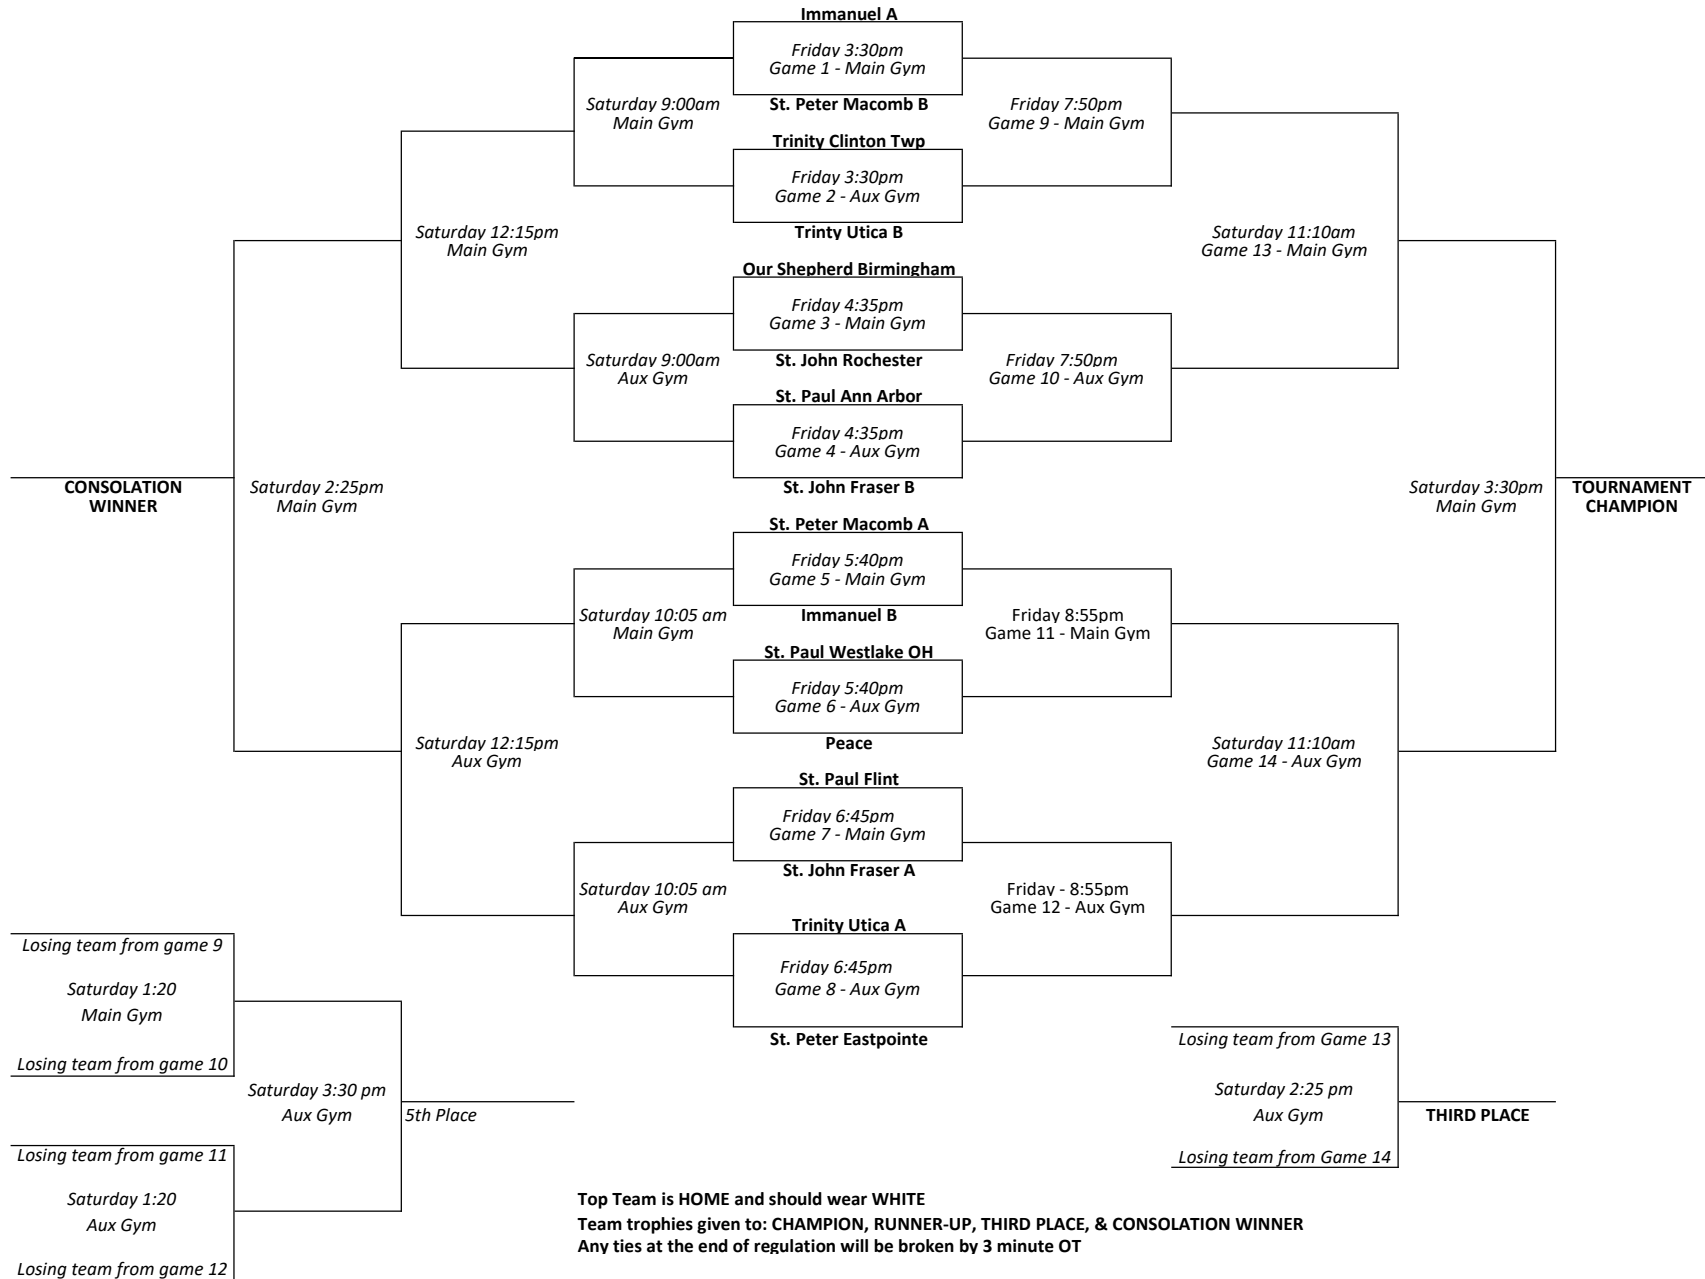 Immanuel A
Friday 3:30pm
Game 1 - Main Gym
St. Peter Macomb B
Saturday 9:00am
Main Gym
Friday 7:50pm
Game 9 - Main Gym
Trinity Clinton Twp
Friday 3:30pm
Game 2 - Aux Gym
Trinty Utica B
Saturday 12:15pm
Main Gym
Saturday 11:10am
Game 13 - Main Gym
Our Shepherd Birmingham
Friday 4:35pm
Game 3 - Main Gym
St. John Rochester
Saturday 9:00am
Aux Gym
Friday 7:50pm
Game 10 - Aux Gym
St. Paul Ann Arbor
Friday 4:35pm
Game 4 - Aux Gym
St. John Fraser B
CONSOLATION
WINNER
Saturday 2:25pm
Main Gym
Saturday 3:30pm
Main Gym
TOURNAMENT
CHAMPION
St. Peter Macomb A
Friday 5:40pm
Game 5 - Main Gym
Immanuel B
Saturday 10:05 am
Main Gym
Friday 8:55pm
Game 11 - Main Gym
St. Paul Westlake OH
Friday 5:40pm
Game 6 - Aux Gym
Peace
Saturday 12:15pm
Aux Gym
Saturday 11:10am
Game 14 - Aux Gym
St. Paul Flint
Friday 6:45pm
Game 7 - Main Gym
St. John Fraser A
Saturday 10:05 am
Aux Gym
Friday - 8:55pm
Game 12 - Aux Gym
Trinity Utica A
Friday 6:45pm
Game 8 - Aux Gym
St. Peter Eastpointe
Losing team from game 9
Saturday 1:20
Main Gym
Losing team from game 10
Saturday 3:30 pm
Aux Gym
5th Place
Losing team from game 11
Saturday 1:20
Aux Gym
Losing team from game 12
Losing team from Game 13
Saturday 2:25 pm
Aux Gym
THIRD PLACE
Losing team from Game 14
Top Team is HOME and should wear WHITE
Team trophies given to: CHAMPION, RUNNER-UP, THIRD PLACE, & CONSOLATION WINNER
Any ties at the end of regulation will be broken by 3 minute OT